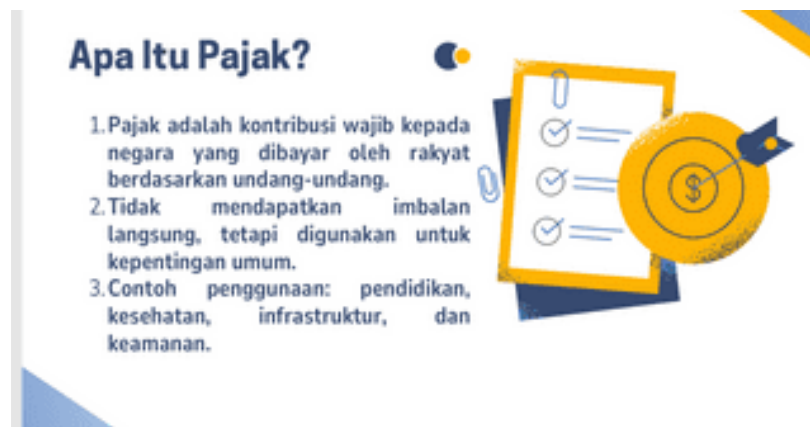 Apa Itu Pajak?
1. Pajak adalah kontribusi wajib kepada
negara yang dibayar oleh rakyat
berdasarkan undang-undang.
2. Tidak mendapatkan imbalan
langsung, tetapi digunakan untuk
kepentingan umum.
3. Contoh penggunaan: pendidikan,
kesehatan, infrastruktur, dan
keamanan.
$